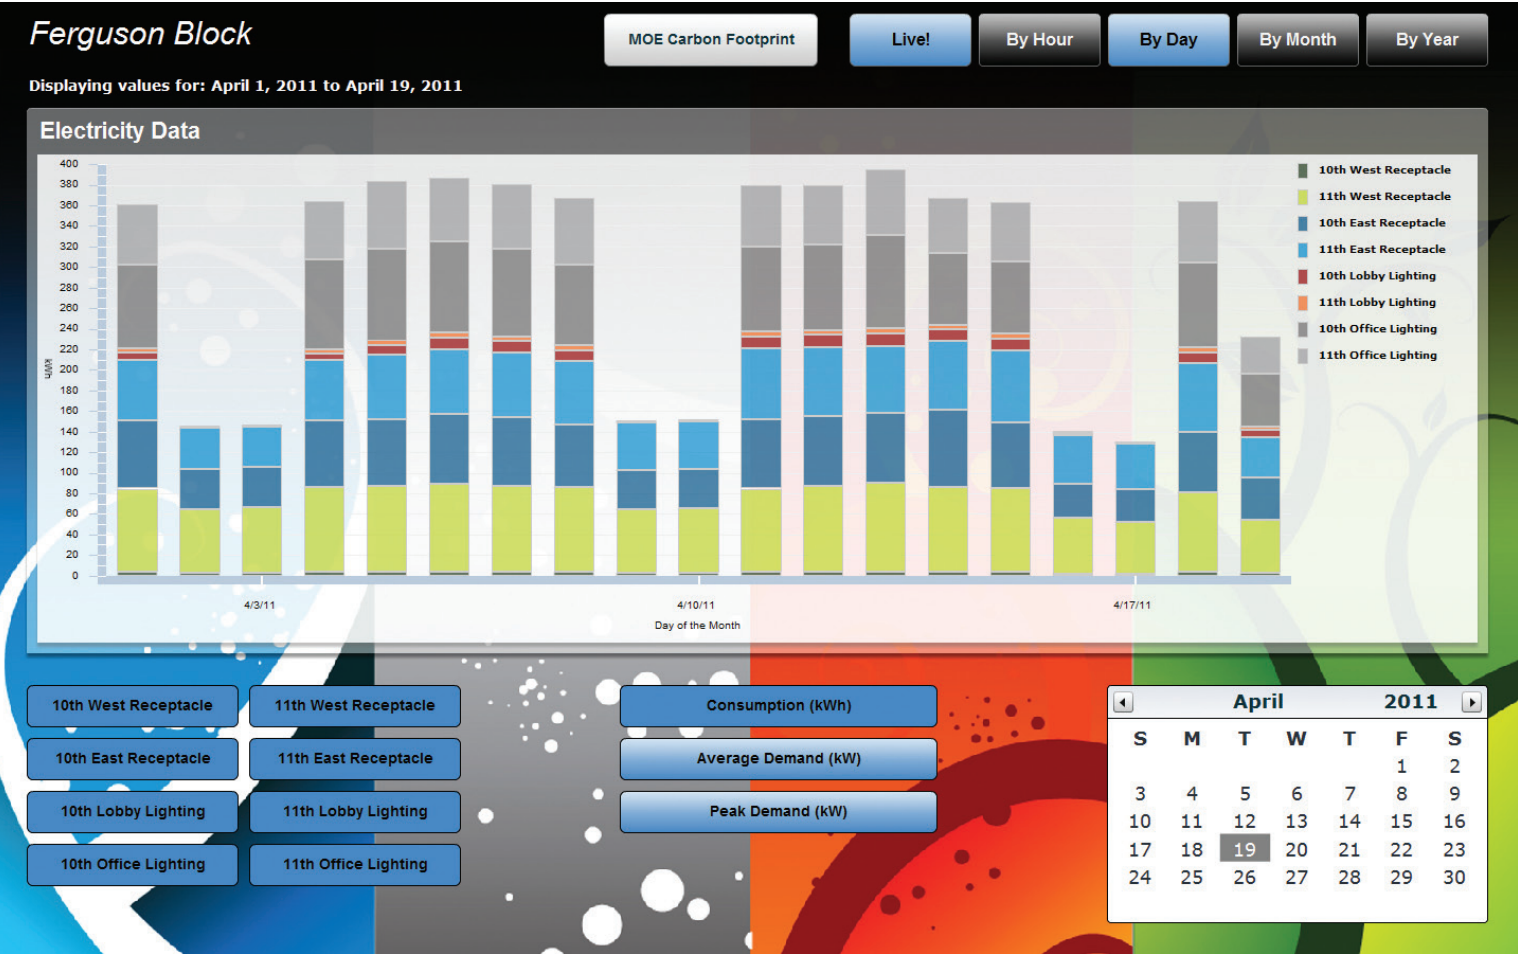 Ferguson Block
MOE Carbon Footprint
Live!
By Hour
By Day
By Month
By Year
Displaying values for: April 1, 2011 to April 19, 2011
Electricity Data
400
380
360
340
320
300
280
260
240
220
200
180
160
140
120
100
80
60
40
20
0
kWh
4/3/11
4/10/11
4/17/11
Day of the Month
10th West Receptacle
11th West Receptacle
10th East Receptacle
11th East Receptacle
10th Lobby Lighting
11th Lobby Lighting
10th Office Lighting
11th Office Lighting
10th West Receptacle
11th West Receptacle
10th East Receptacle
11th East Receptacle
10th Lobby Lighting
11th Lobby Lighting
10th Office Lighting
11th Office Lighting
Consumption (kWh)
Average Demand (kW)
Peak Demand (kW)
April 2011
S M T W T F S
1 2
3 4 5 6 7 8 9
10 11 12 13 14 15 16
17 18 19 20 21 22 23
24 25 26 27 28 29 30